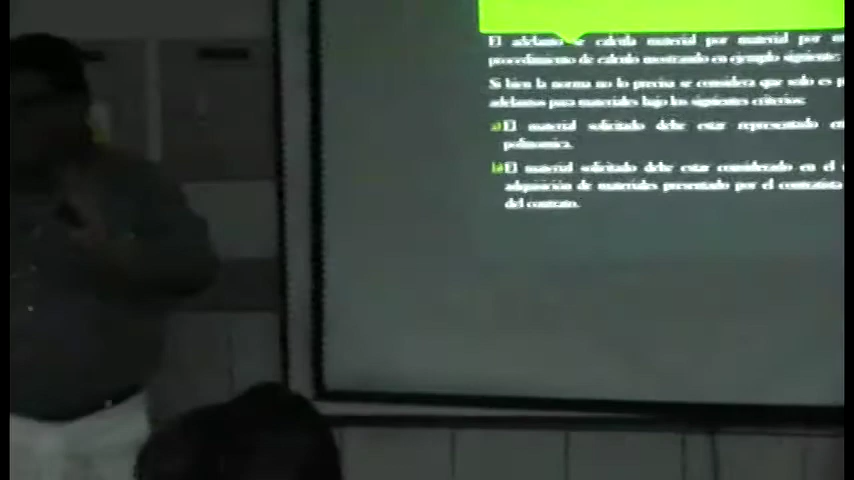 El adelanto se calcula material por material por
procedimiento de calculo mostrando en ejemplo siguiente:
Si bien la norma no lo precisa se considera que solo es
adelantos para materiales bajo los siguientes criterios:
a) El material solicitado debe estar representado
polinomica.
b) El material solicitado debe estar considerado en el
adquisición de materiales presentado por el contratista
del contrato.